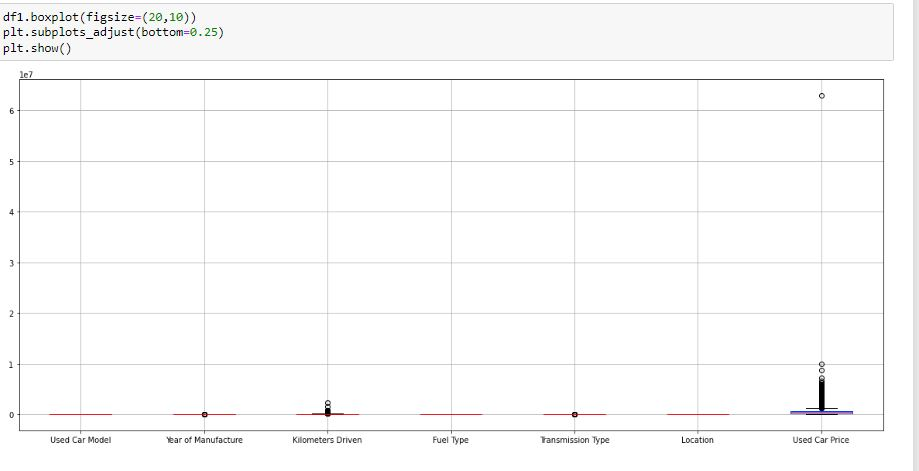 df1.boxplot(figsize=(20,10))
plt.subplots_adjust(bottom=0.25)
plt.show()
1e7
6
5
4
3
2
1
0
Used Car Model Year of Manufacture Kilometers Driven Fuel Type Transmission Type Location Used Car Price